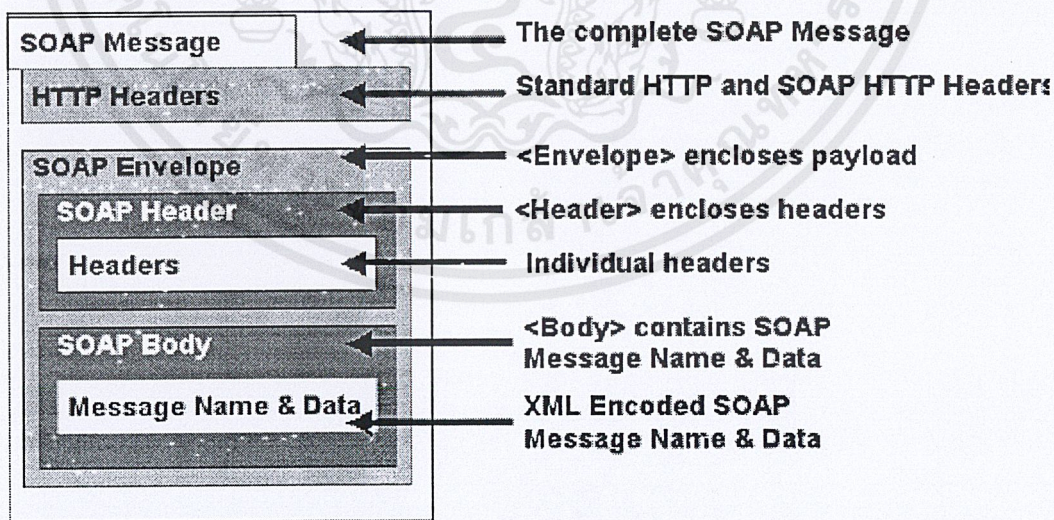 SOAP Message
The complete SOAP Message
HTTP Headers
Standard HTTP and SOAP HTTP Headers
SOAP Envelope
<Envelope> encloses payload
SOAP Header
<Header> encloses headers
Headers
Individual headers
SOAP Body
<Body> contains SOAP
Message Name & Data
Message Name & Data
XML Encoded SOAP
Message Name & Data